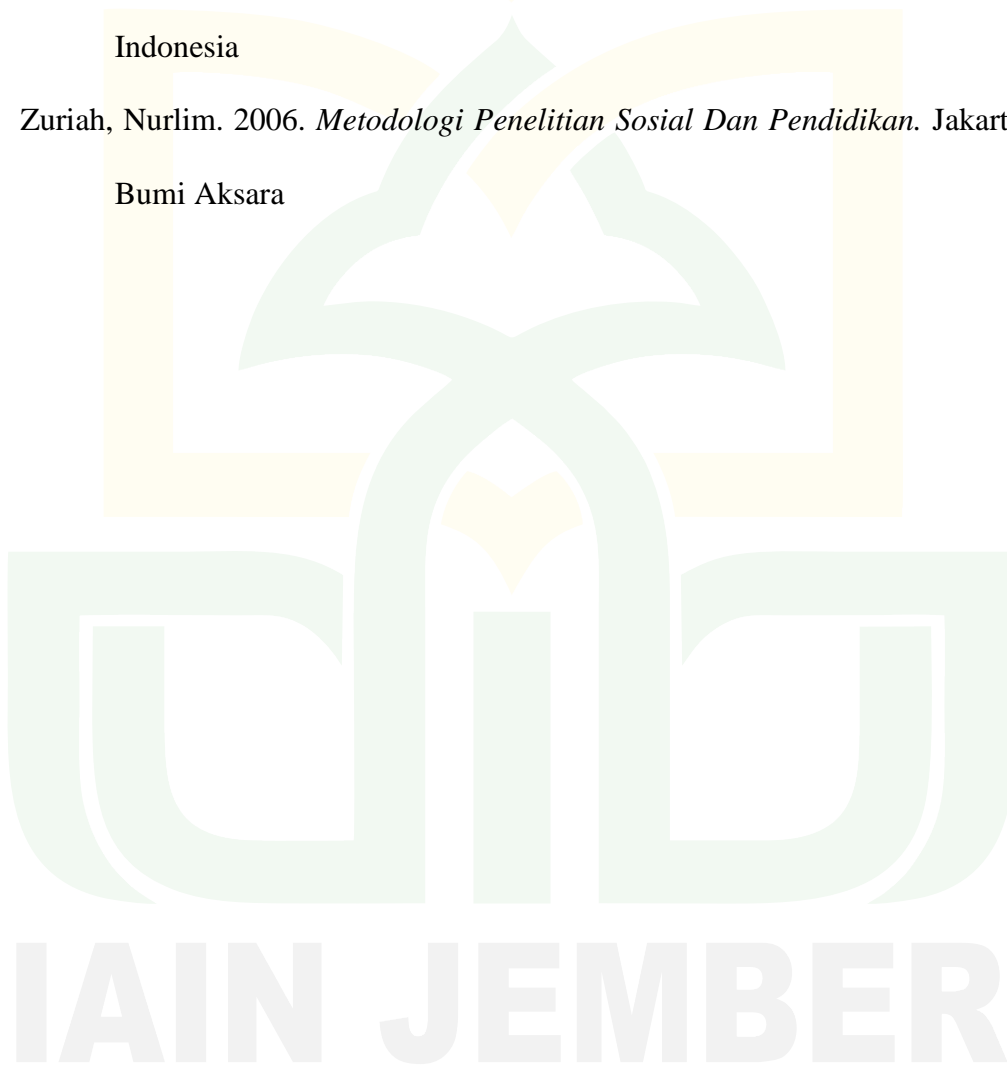 Indonesia
Zuriah, Nurlim. 2006. Metodologi Penelitian Sosial Dan Pendidikan. Jakart
Bumi Aksara
IAIN JEMBER